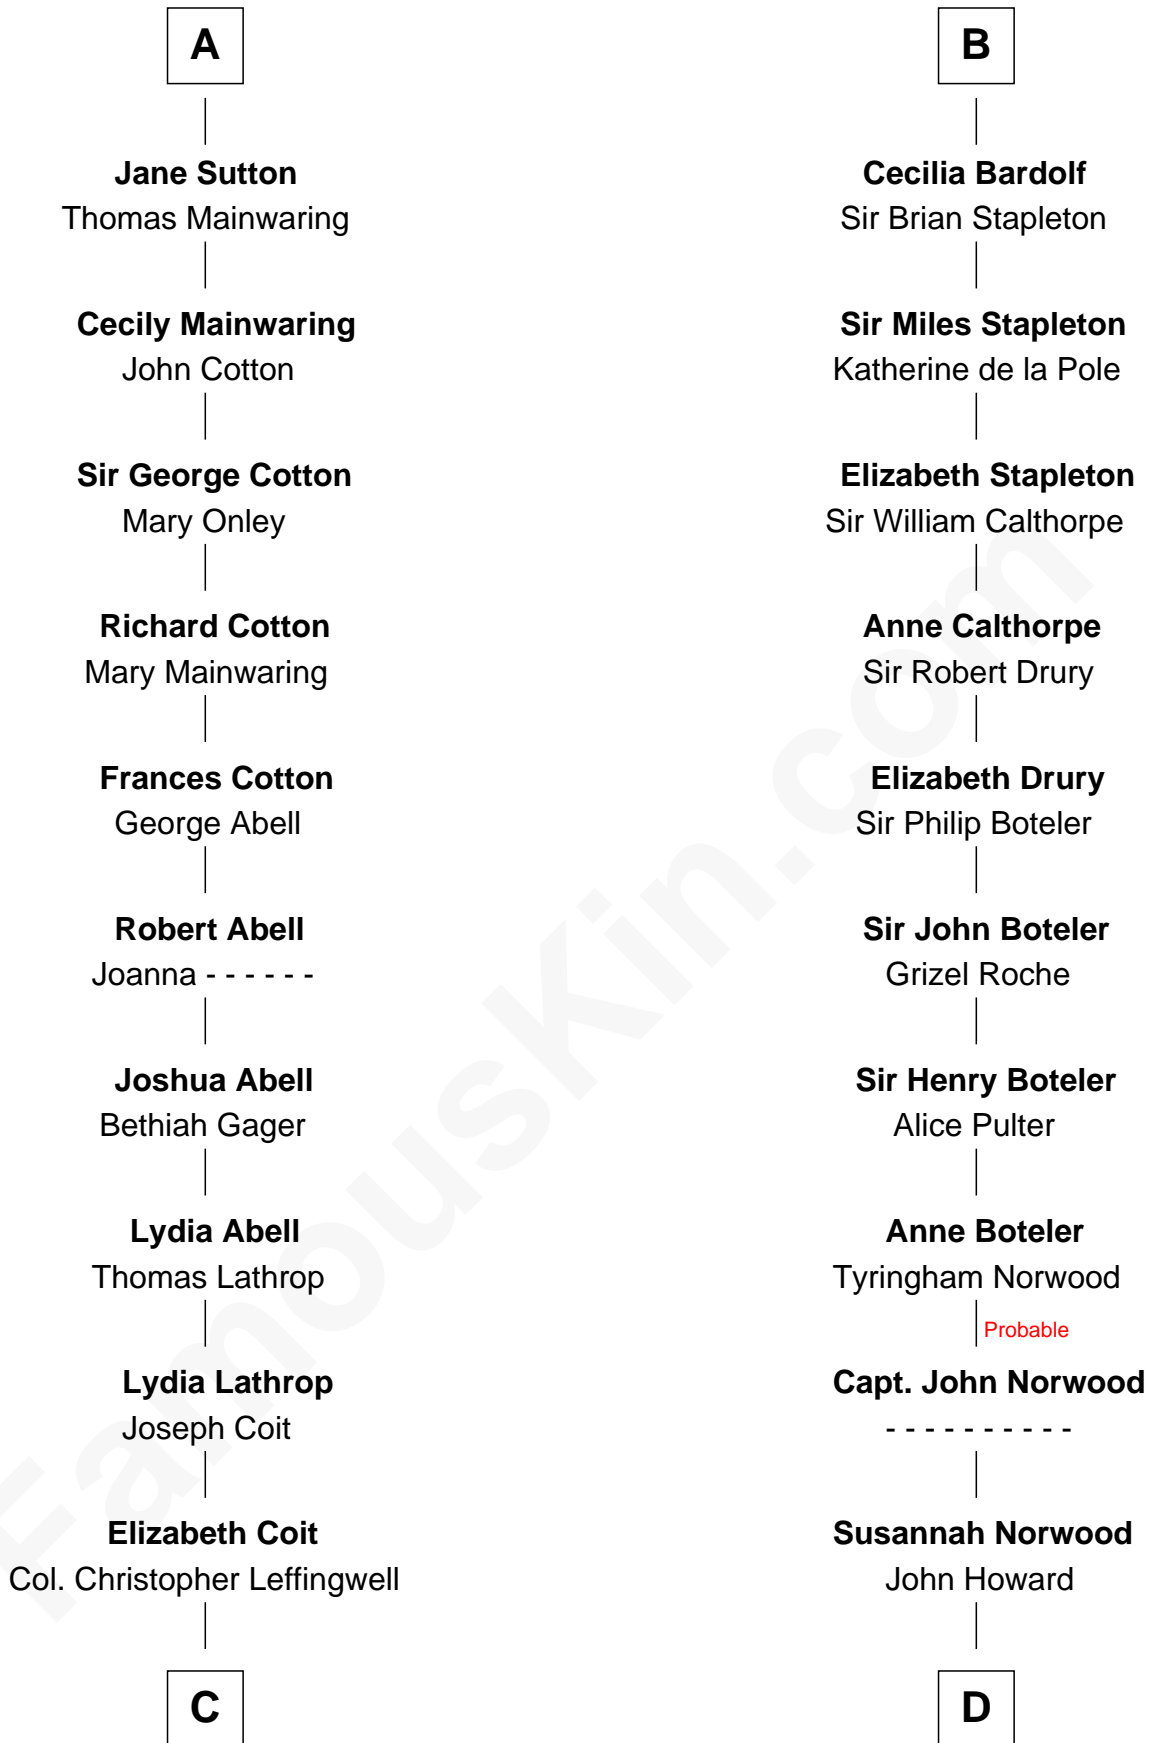 A
Jane Sutton
Thomas Mainwaring
Cecily Mainwaring
John Cotton
Sir George Cotton
Mary Onley
Richard Cotton
Mary Mainwaring
Frances Cotton
George Abell
Robert Abell
Joanna - - - - - -
Joshua Abell
Bethiah Gager
Lydia Abell
Thomas Lathrop
Lydia Lathrop
Joseph Coit
Elizabeth Coit
Col. Christopher Leffingwell
C
B
Cecilia Bardolf
Sir Brian Stapleton
Sir Miles Stapleton
Katherine de la Pole
Elizabeth Stapleton
Sir William Calthorpe
Anne Calthorpe
Sir Robert Drury
Elizabeth Drury
Sir Philip Boteler
Sir John Boteler
Grizel Roche
Sir Henry Boteler
Alice Pulter
Anne Boteler
Tyringham Norwood
Probable
Capt. John Norwood
- - - - - - - - - -
Susannah Norwood
John Howard
D
FamousKin.com